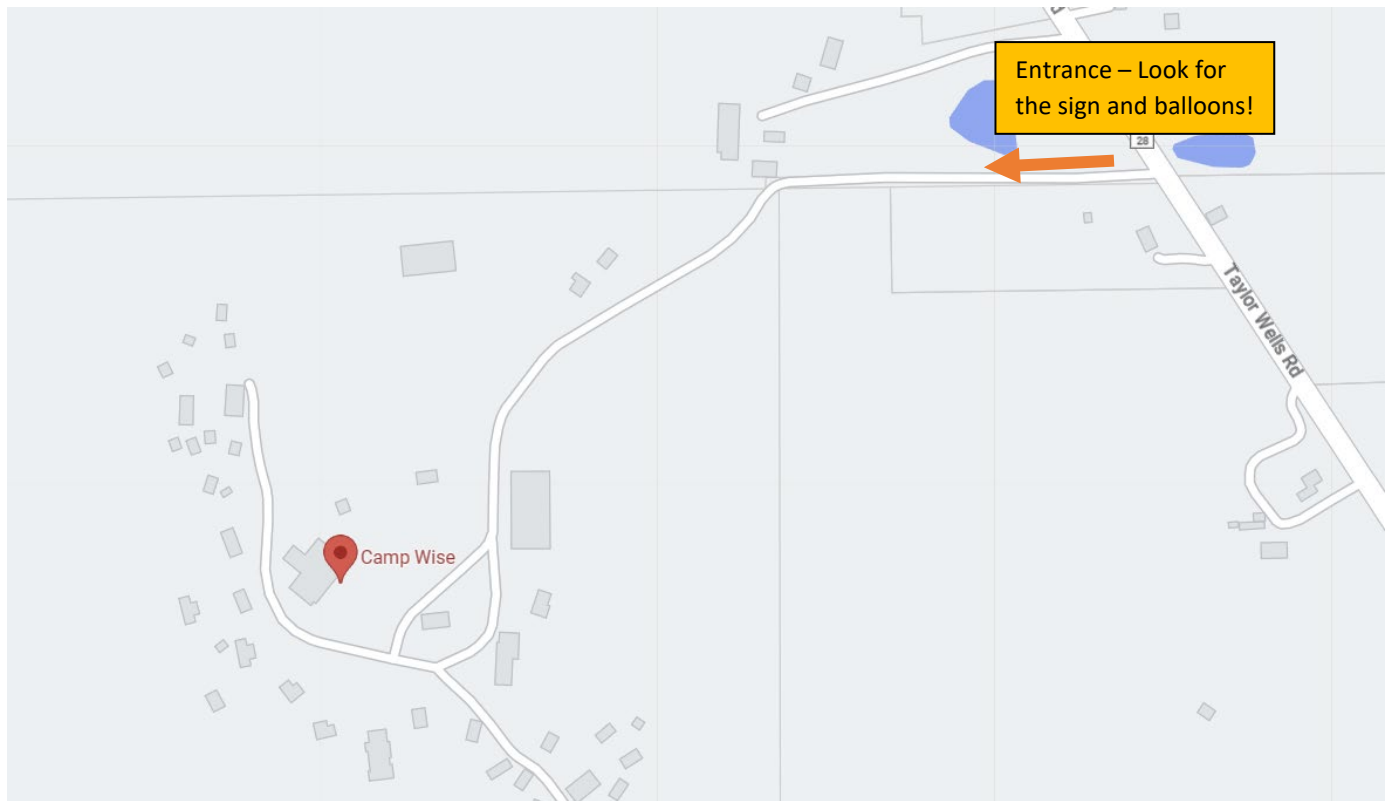 Entrance – Look for
the sign and balloons!
28
Taylor Wells Rd
Camp Wise